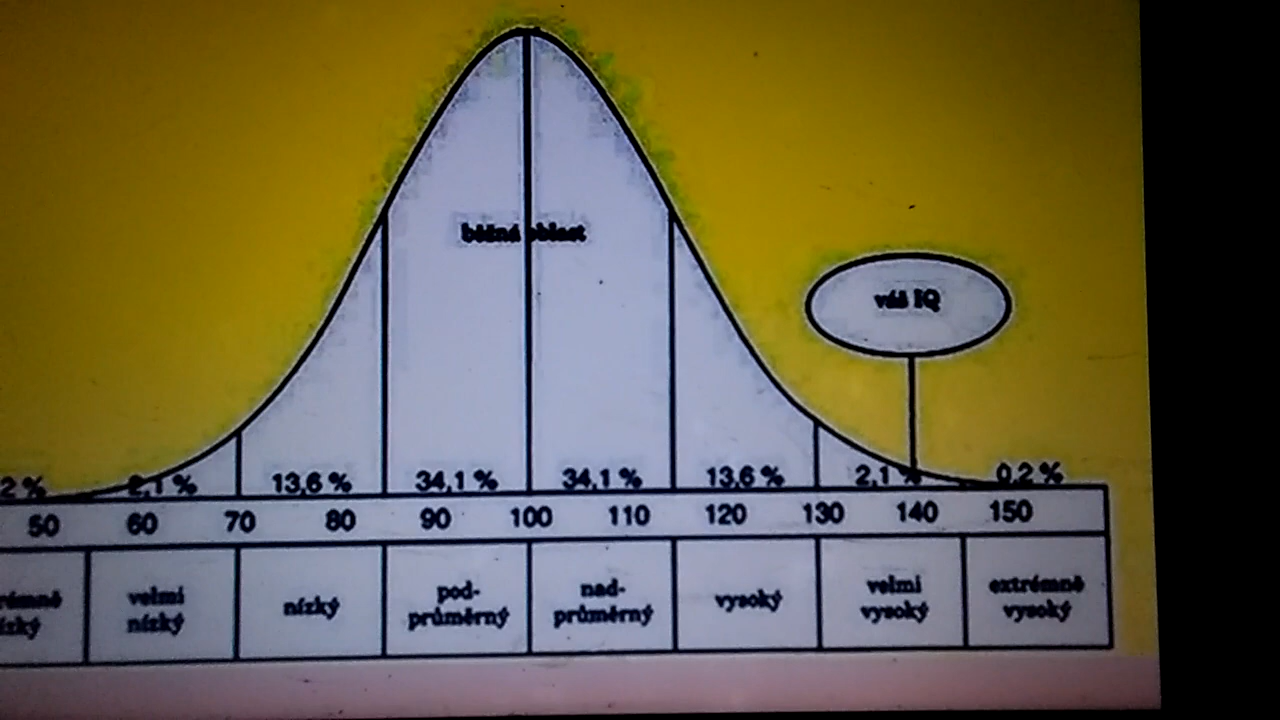 běžná oblast
váš IQ
2 % 2,1 % 13,6 % 34,1 % 34,1 % 13,6 % 2,1 % 0,2 %
50 60 70 80 90 100 110 120 130 140 150
velmi nízký
nízký
pod-
průměrný
nad-
průměrný
vysoký
velmi
vysoký
extrémně
vysoký